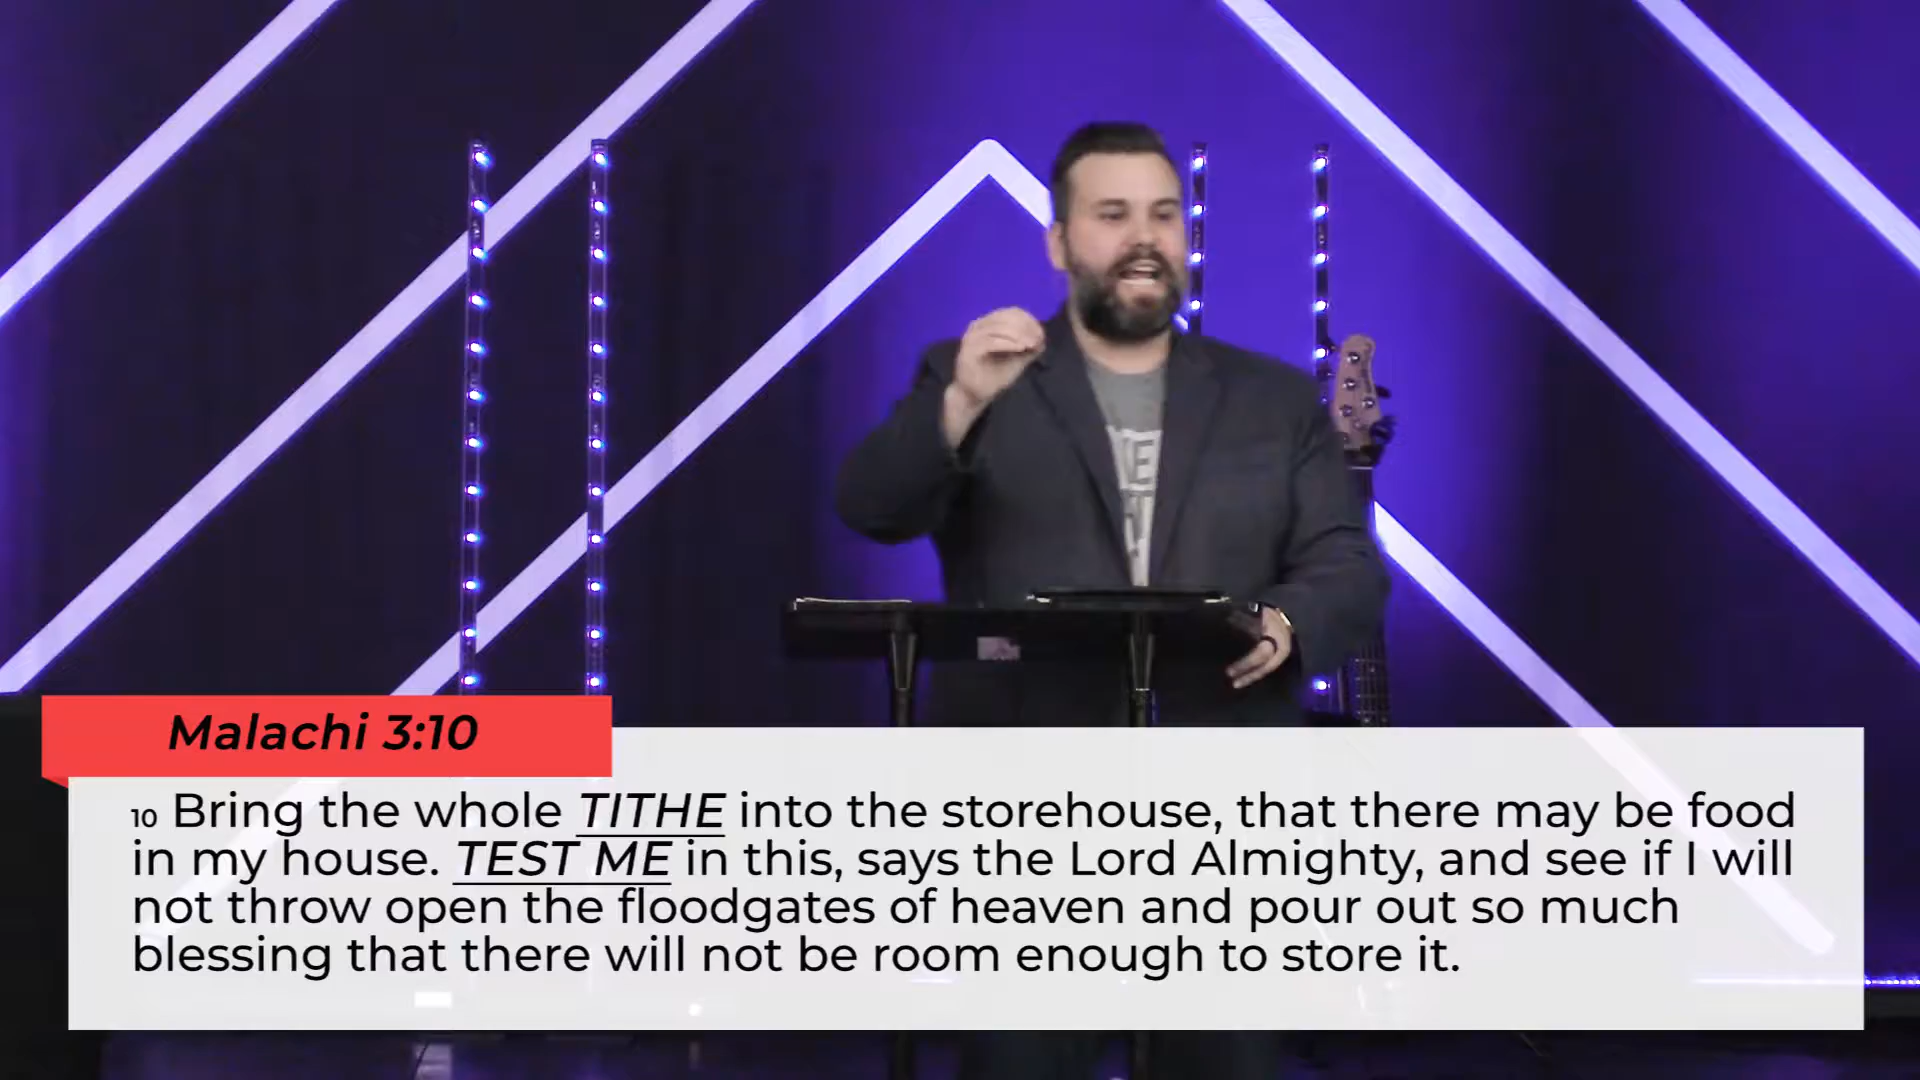 Malachi 3:10
10 Bring the whole TITHE into the storehouse, that there may be food
in my house. TEST ME in this, says the Lord Almighty, and see if I will
not throw open the floodgates of heaven and pour out so much
blessing that there will not be room enough to store it.